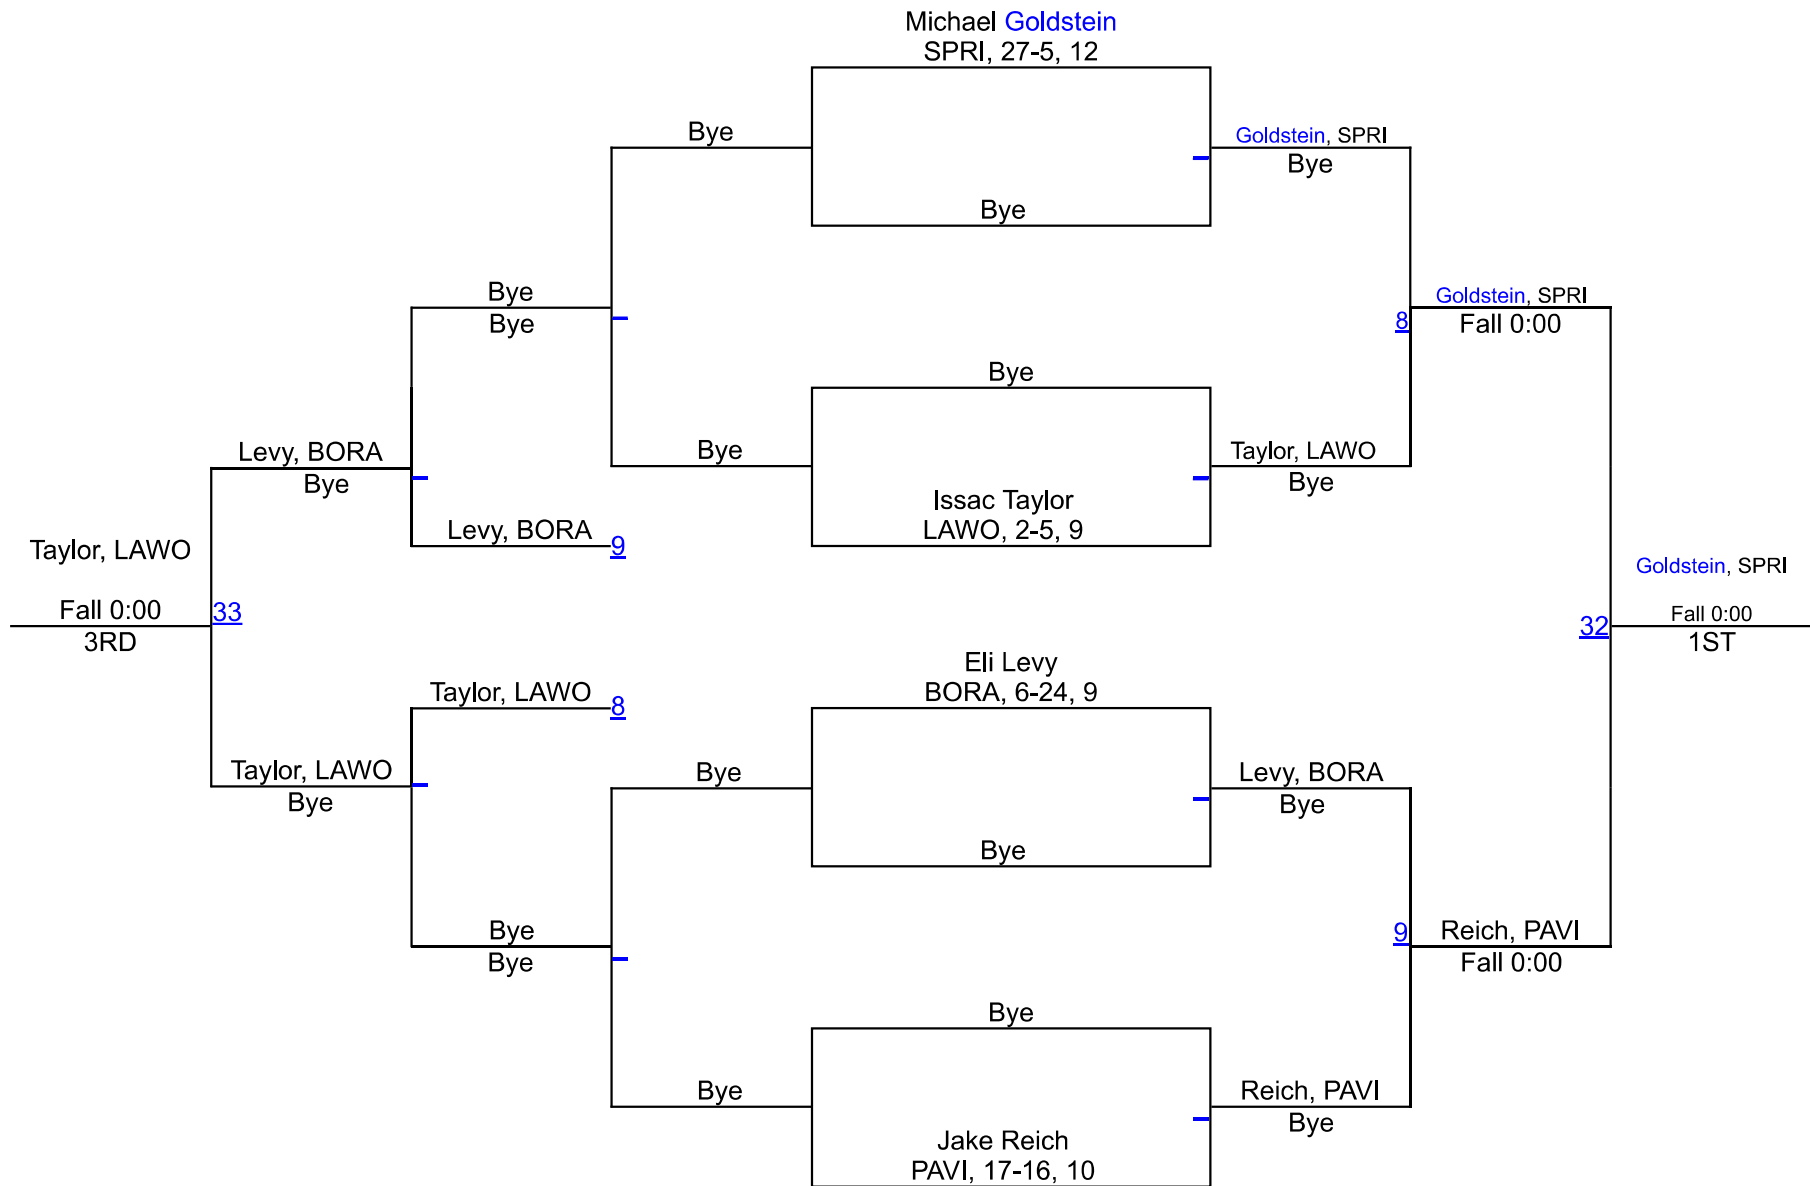 Michael Goldstein
SPRI, 27-5, 12
Bye
Goldstein, SPRI
Bye
Bye
Bye
Bye
Goldstein, SPRI
8
Fall 0:00
Bye
Levy, BORA
Bye
Bye
Taylor, LAWO
Bye
Issac Taylor
LAWO, 2-5, 9
Levy, BORA
9
Taylor, LAWO
Goldstein, SPRI
Fall 0:00
33
3RD
32
Fall 0:00
1ST
Eli Levy
BORA, 6-24, 9
Taylor, LAWO
8
Taylor, LAWO
Bye
Bye
Levy, BORA
Bye
Bye
Bye
Bye
9
Reich, PAVI
Fall 0:00
Bye
Bye
Reich, PAVI
Bye
Jake Reich
PAVI, 17-16, 10